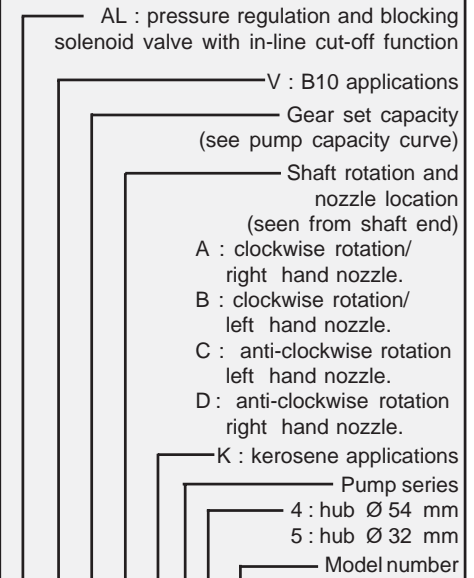 AL : pressure regulation and blocking
solenoid valve with in-line cut-off function
V : B10 applications
Gear set capacity
(see pump capacity curve)
Shaft rotation and
nozzle location
(seen from shaft end)
A : clockwise rotation/
right hand nozzle.
B : clockwise rotation/
left hand nozzle.
C : anti-clockwise rotation
left hand nozzle.
D : anti-clockwise rotation
right hand nozzle.
K : kerosene applications
Pump series
4 : hub Ø 54 mm
5 : hub Ø 32 mm
Model number